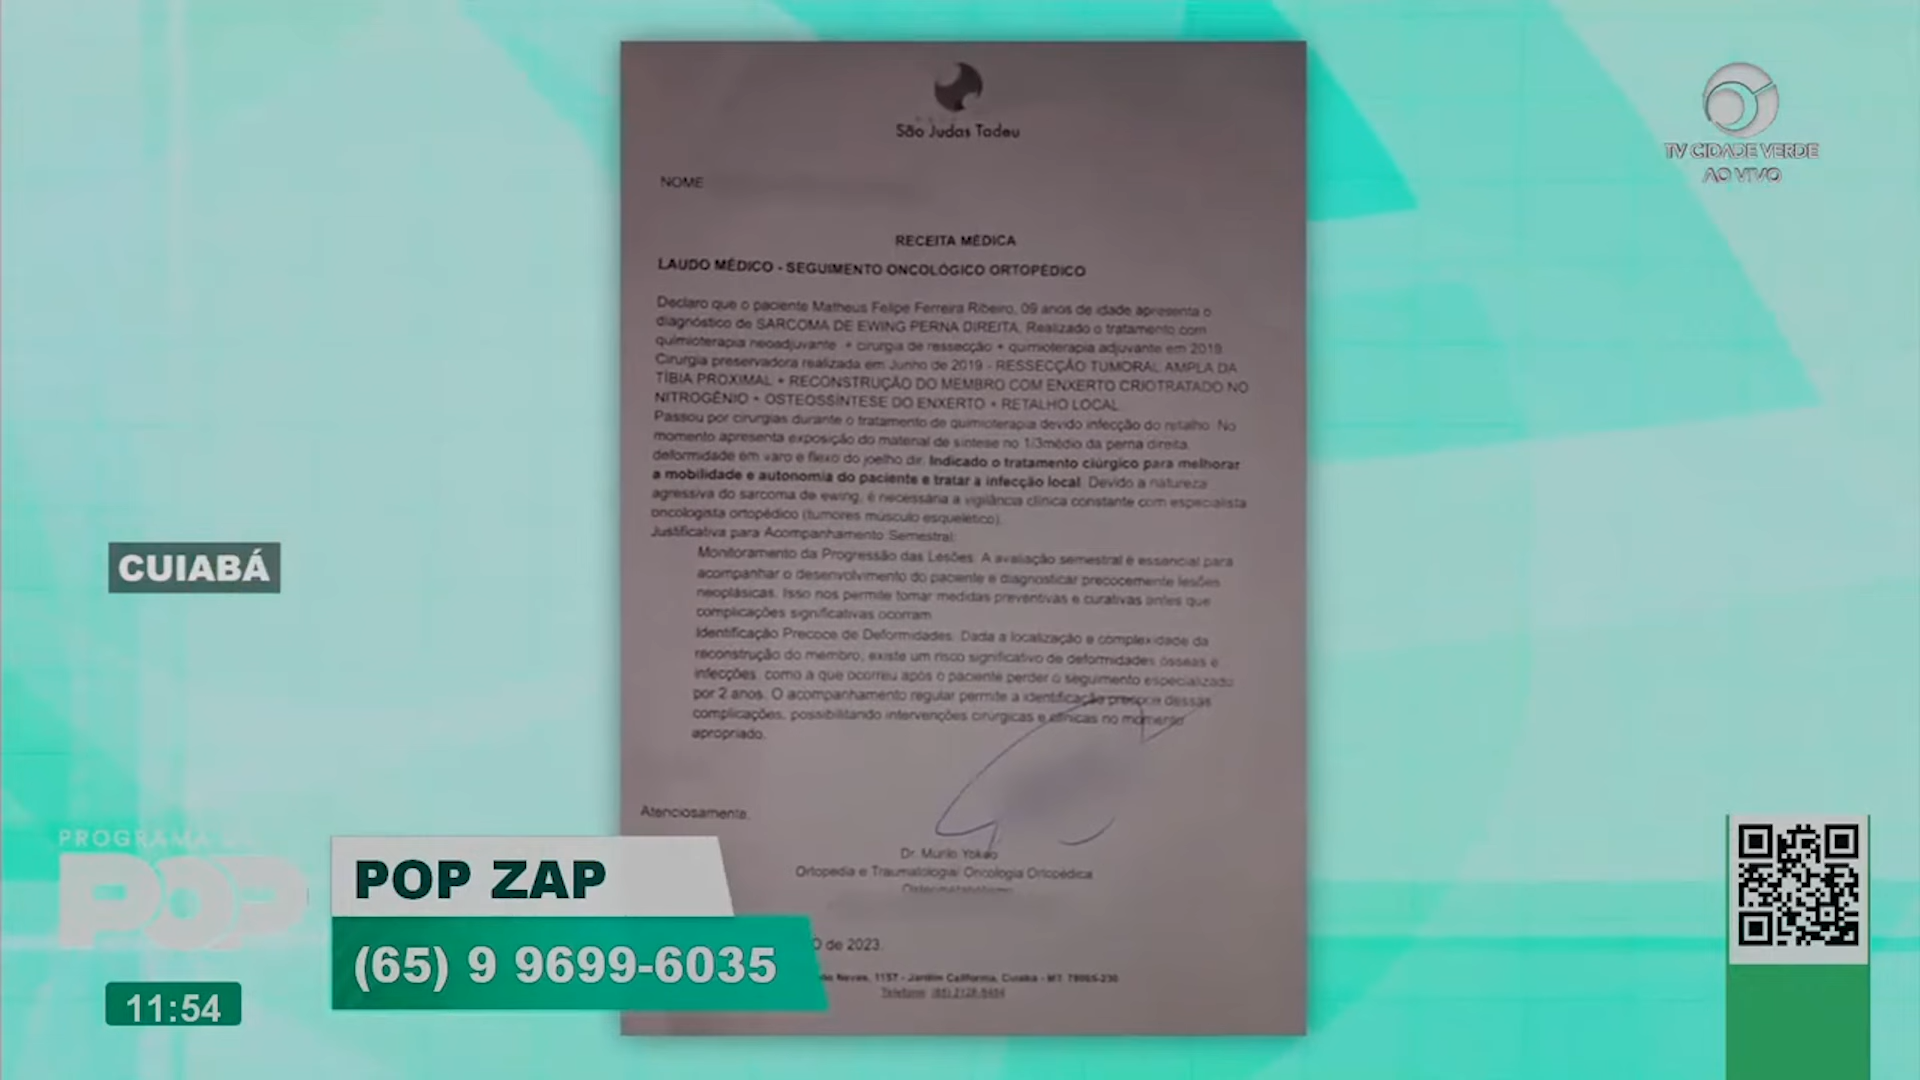 São Judas Tadeu
TV CIDADE VERDE
AO VIVO
NOME
RECEITA MÉDICA
LAUDO MÉDICO - SEGUIMENTO ONCOLÓGICO ORTOPÉDICO
Declaro que o paciente Matheus Felipe Ferreira Ribeiro, 09 anos de idade apresenta o
diagnóstico de SARCOMA DE EWING PERNA DIREITA. Realizado o tratamento com
quimioterapia neoadjuvante + cirurgia de ressecção + quimioterapia adjuvante em 2019.
Cirurgia preservadora realizada em Junho de 2019 - RESSECÇÃO TUMORAL AMPLA DA
TÍBIA PROXIMAL + RECONSTRUÇÃO DO MEMBRO COM ENXERTO CRIOTRATADO NO
NITROGÊNIO + OSTEOSSÍNTESE DO ENXERTO + RETALHO LOCAL.
Passou por cirurgias durante o tratamento de quimioterapia devido infecção do retalho. No
momento apresenta exposição do material de síntese no 1/3médio da perna direita,
deformidade em varo e flexo do joelho dir. Indicado o tratamento ciúrgico para melhorar
a mobilidade e autonomia do paciente e tratar a infecção local. Devido a natureza
agressiva do sarcoma de ewing, é necessária a vigilância clínica constante com especialista
oncologista ortopédico (tumores músculo esquelético).
Justificativa para Acompanhamento Semestral:
Monitoramento da Progressão das Lesões: A avaliação semestral é essancial para
acompanhar o desenvolvimento do paciente e diagnosticar precocemente lesões
neoplásicas. Isso nos permite tomar medidas preventivas e curativas antes que
complicações significativas ocorram
Identificação Precoce de Deformidades: Dada a localização e complexidade da
reconstrução do membro, existe um risco significativo de deformidades ósseas e
infecções, como a que ocorreu após o paciente perder o seguimento especializado
por 2 anos. O acompanhamento regular permite a identificação precoce dessas
complicações, possibilitando intervenções cirúrgicas e clínicas no momento
apropriado.
CUIABÁ
Atenciosamente,
Dr. Murilo Yokao
Ortopedia e Traumatologia/ Oncologia Ortopédica
PROGRAMA
POP
POP ZAP
(65) 9 9699-6035
O de 2023.
Neves, 1157 - Jardim Califórnia, Cuiabá - MT 78005-230
11:54